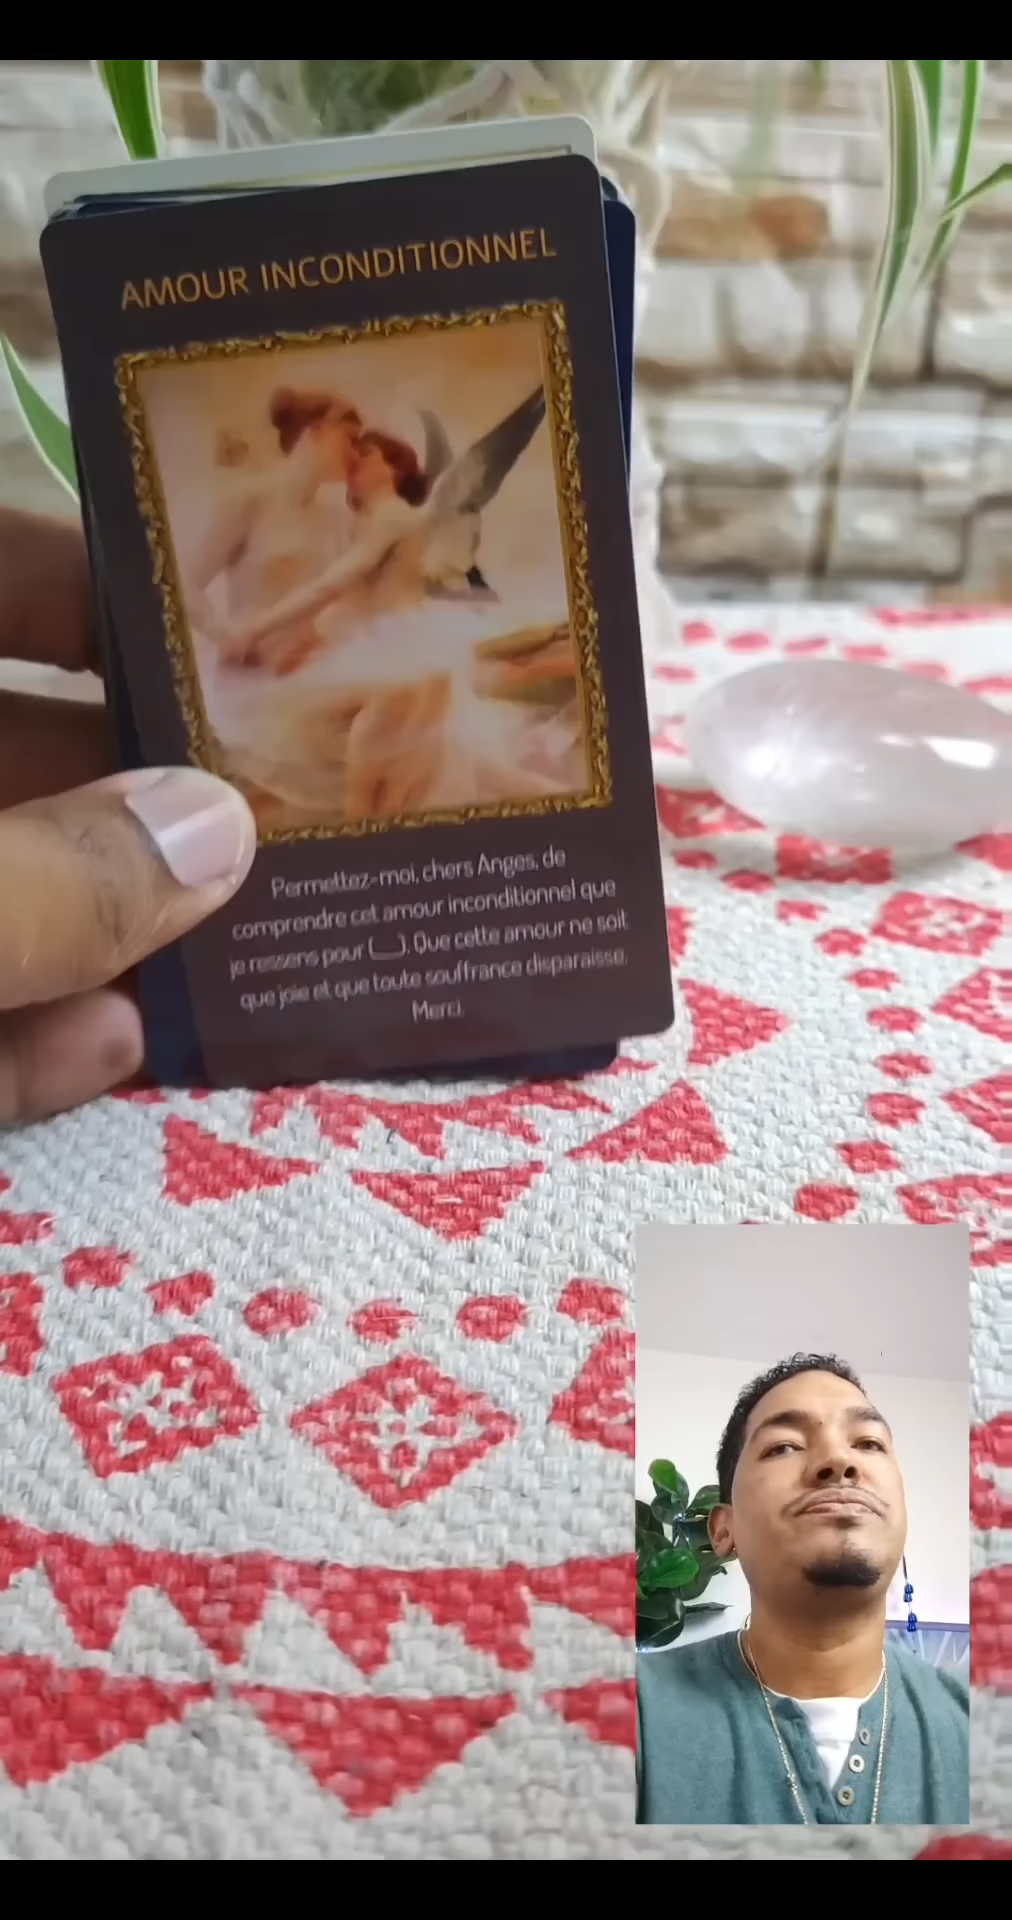 AMOUR INCONDITIONNEL
Permettez-moi, chers Anges, de
comprendre cet amour inconditionnel que
je ressens pour (__). Que cette amour ne soit
que joie et que toute souffrance disparaisse.
Merci.